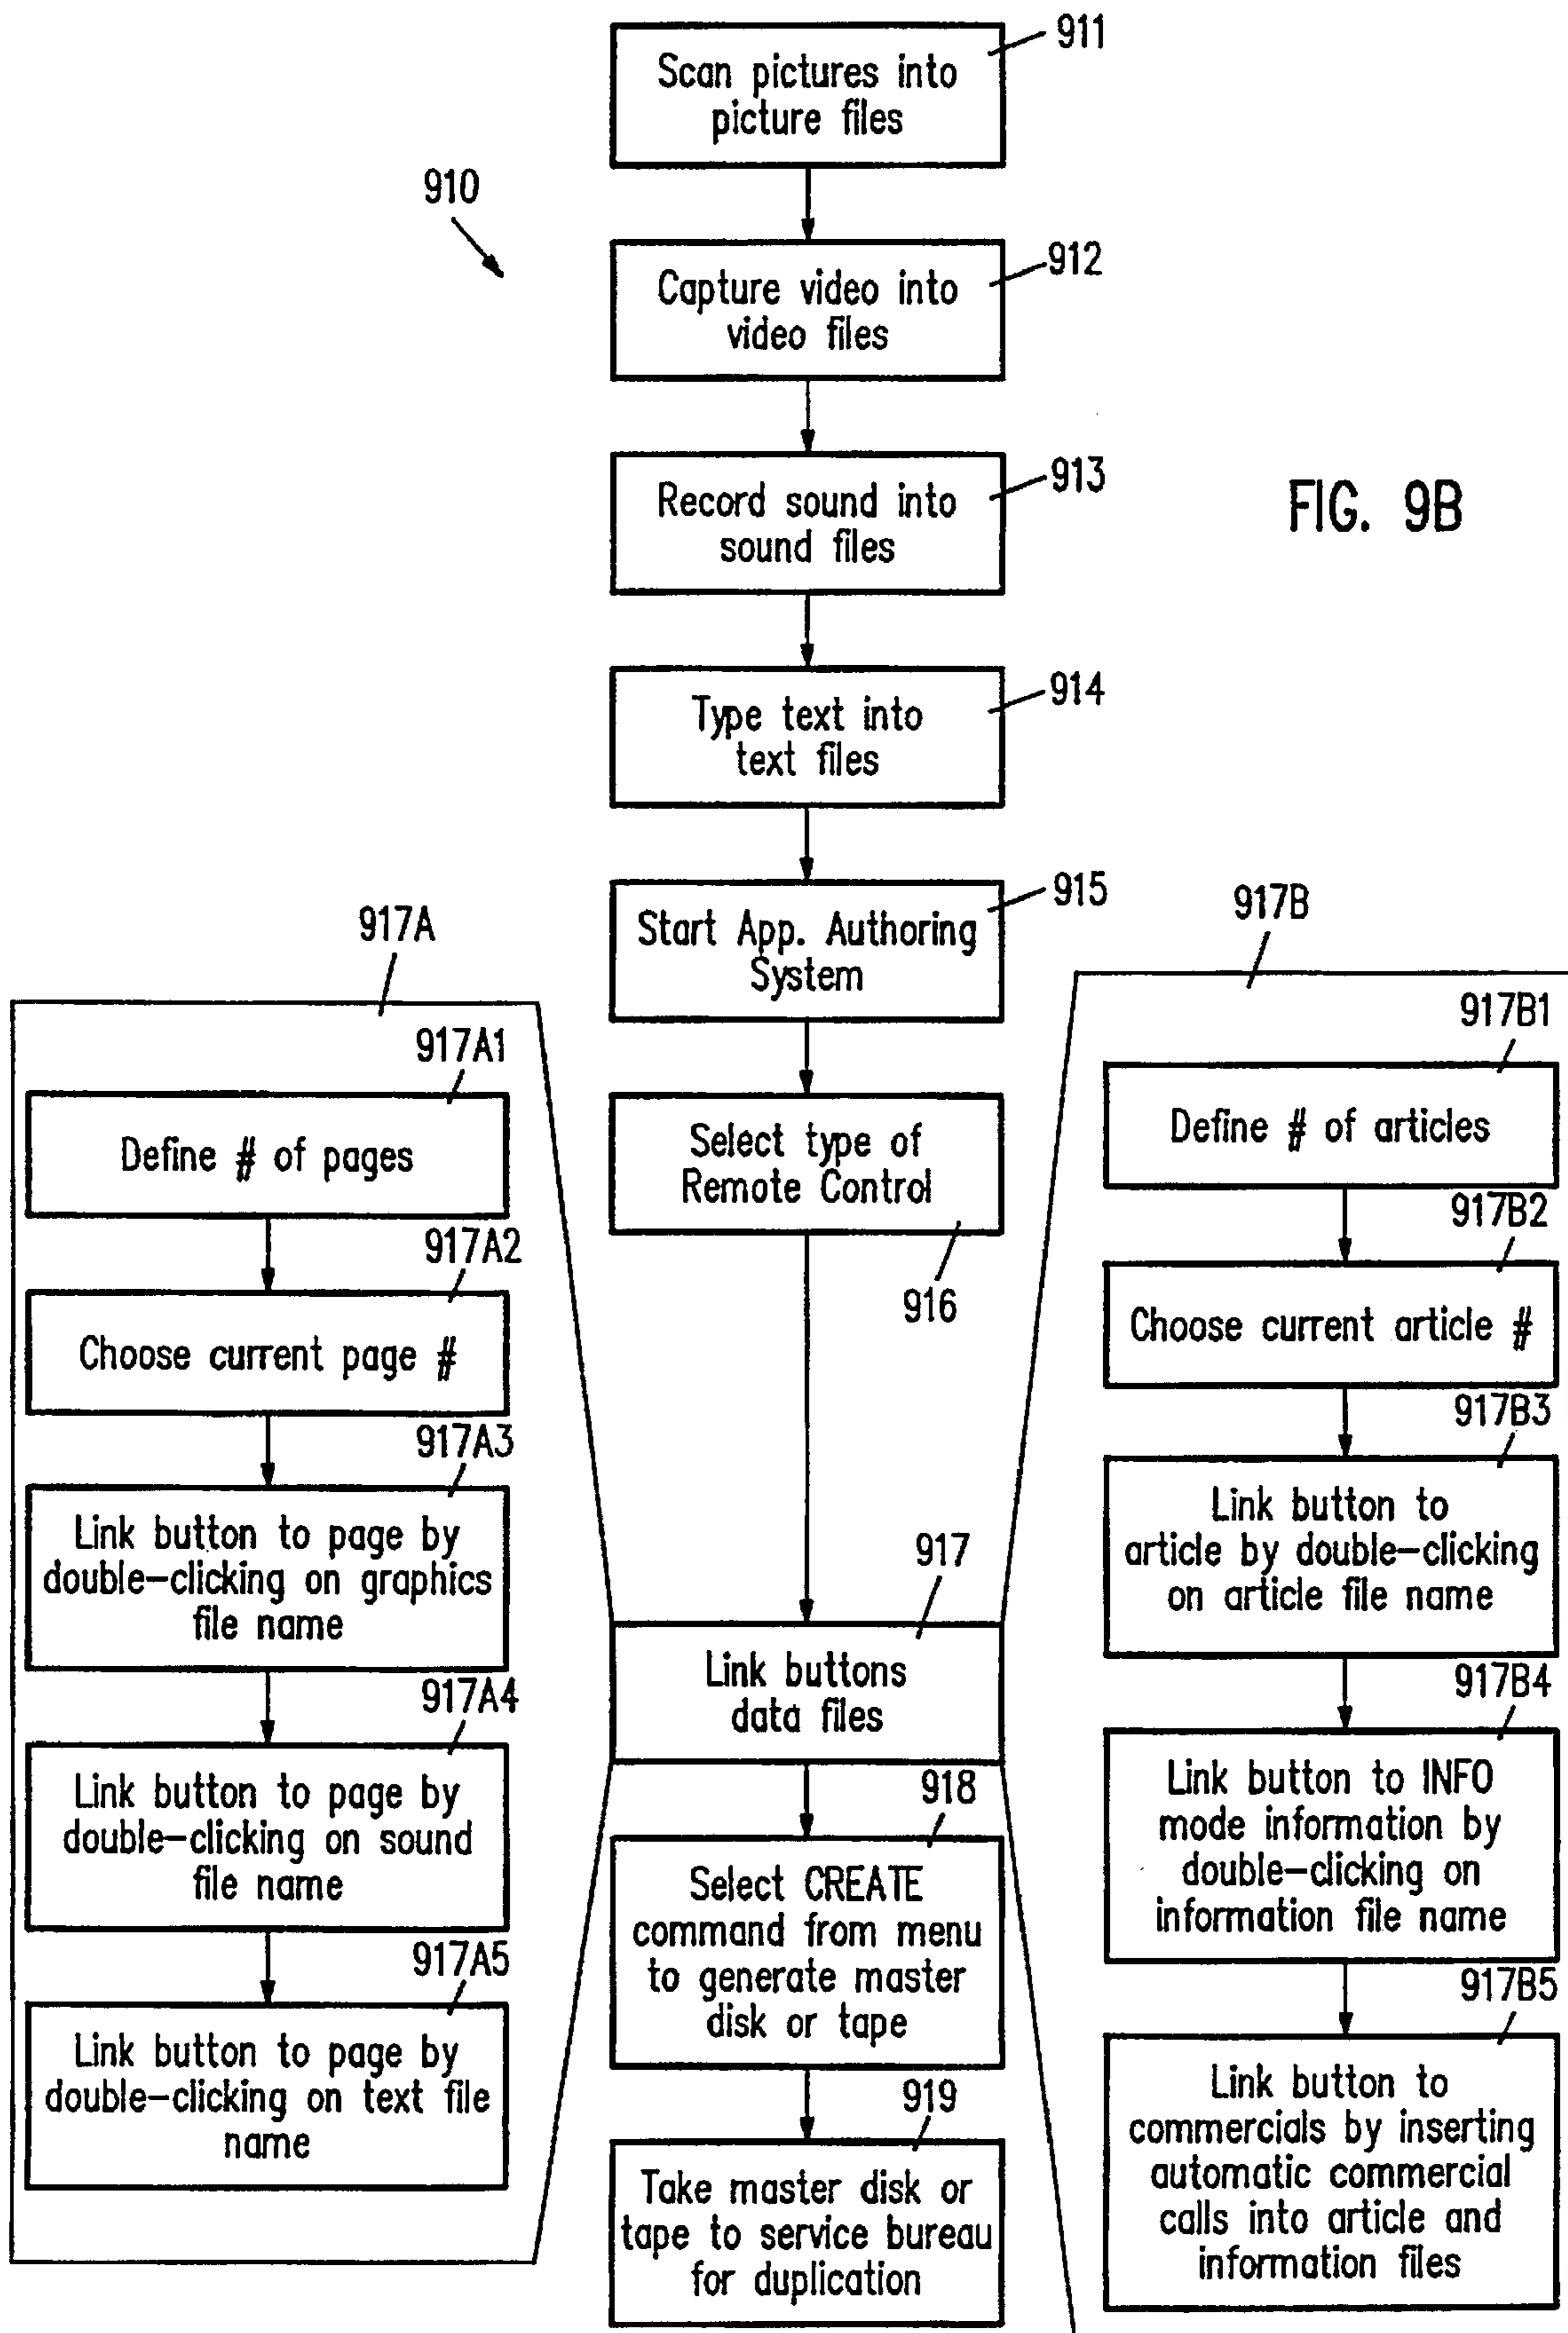 911
Scan pictures into
picture files
910
912
Capture video into
video files
913
Record sound into
sound files
FIG. 9B
914
Type text into
text files
915
Start App. Authoring
System
Select type of
Remote Control
916
917
Link buttons
data files
918
Select CREATE
command from menu
to generate master
disk or tape
919
Take master disk or
tape to service bureau
for duplication
917A
917A1
Define # of pages
917A2
Choose current page #
917A3
Link button to page by
double-clicking on graphics
file name
917A4
Link button to page by
double-clicking on sound
file name
917A5
Link button to page by
double-clicking on text file
name
917B
917B1
Define # of articles
917B2
Choose current article #
917B3
Link button to
article by double-clicking
on article file name
917B4
Link button to INFO
mode information by
double-clicking on
information file name
917B5
Link button to
commercials by inserting
automatic commercial
calls into article and
information files